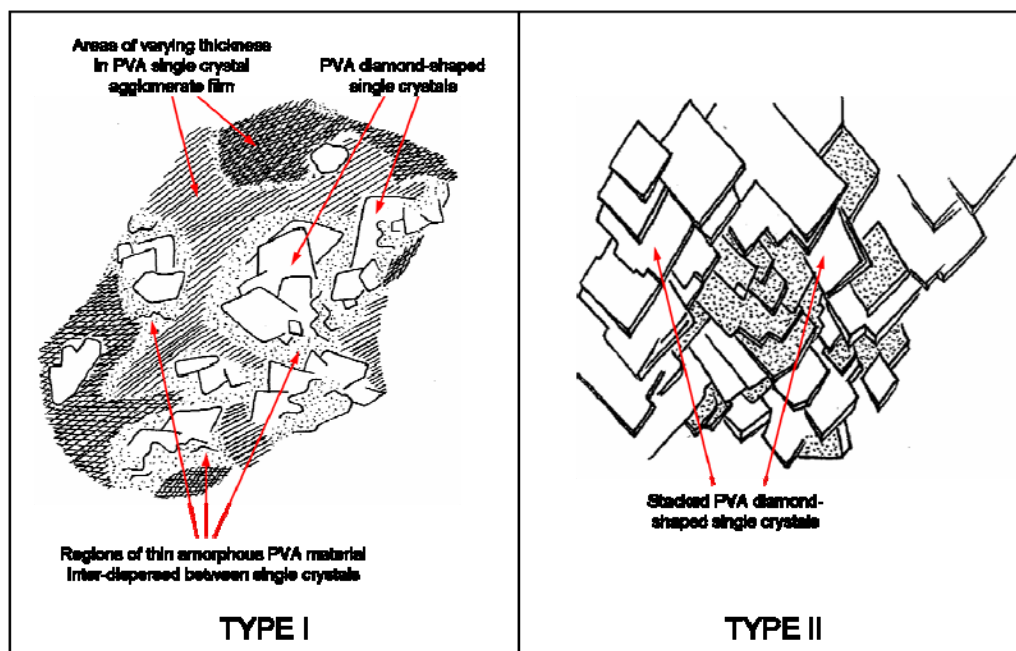 Areas of varying thickness
in PVA single crystal
agglomerate film
PVA diamond-shaped
single crystals
Regions of thin amorphous PVA material
inter-dispersed between single crystals
TYPE I
Stacked PVA diamond-
shaped single crystals
TYPE II